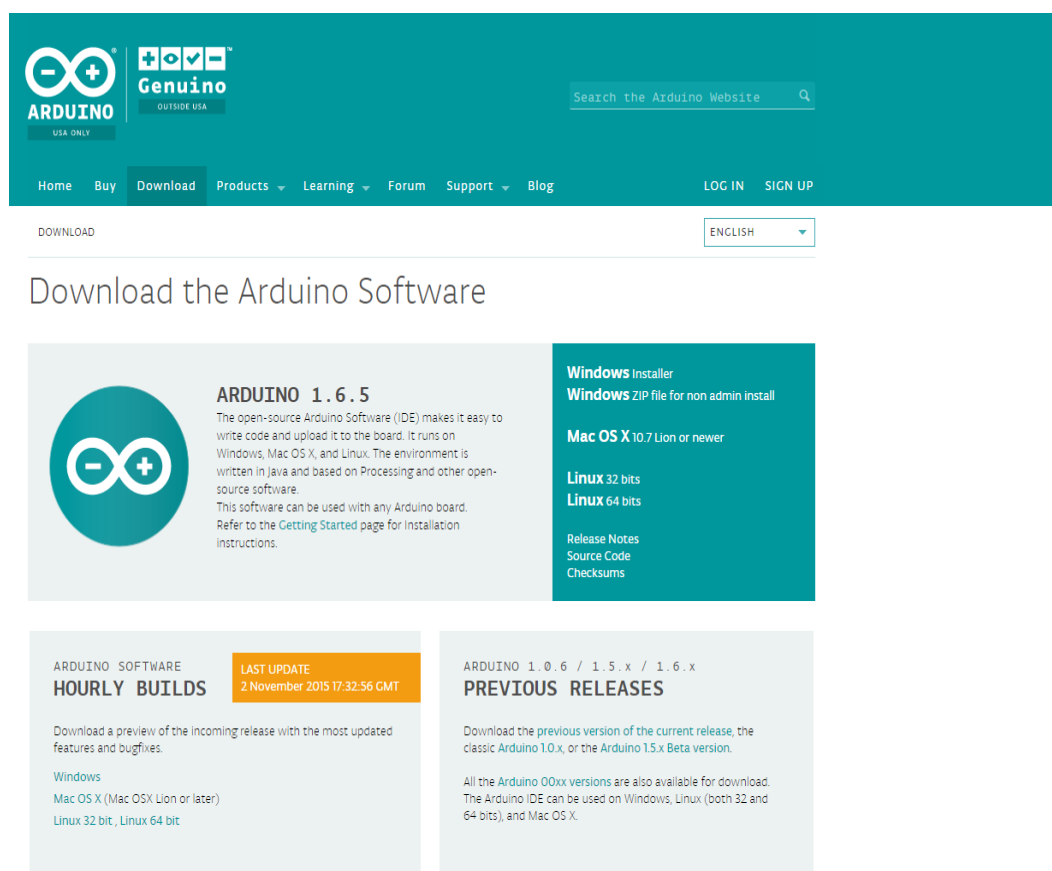 ARDUINO
USA ONLY
Genuino
OUTSIDE USA
Search the Arduino Website
Home Buy Download Products Learning Forum Support Blog LOG IN SIGN UP
DOWNLOAD
ENGLISH
Download the Arduino Software
ARDUINO 1.6.5
The open-source Arduino Software (IDE) makes it easy to
write code and upload it to the board. It runs on
Windows, Mac OS X, and Linux. The environment is
written in Java and based on Processing and other open-
source software.
This software can be used with any Arduino board.
Refer to the Getting Started page for Installation
instructions.
Windows Installer
Windows ZIP file for non admin install
Mac OS X 10.7 Lion or newer
Linux 32 bits
Linux 64 bits
Release Notes
Source Code
Checksums
ARDUINO SOFTWARE
HOURLY BUILDS
LAST UPDATE
2 November 2015 17:32:56 GMT
Download a preview of the incoming release with the most updated
features and bugfixes.
Windows
Mac OS X (Mac OSX Lion or later)
Linux 32 bit , Linux 64 bit
ARDUINO 1.0.6 / 1.5.x / 1.6.x
PREVIOUS RELEASES
Download the previous version of the current release, the
classic Arduino 1.0.x, or the Arduino 1.5.x Beta version.
All the Arduino 00xx versions are also available for download.
The Arduino IDE can be used on Windows, Linux (both 32 and
64 bits), and Mac OS X.